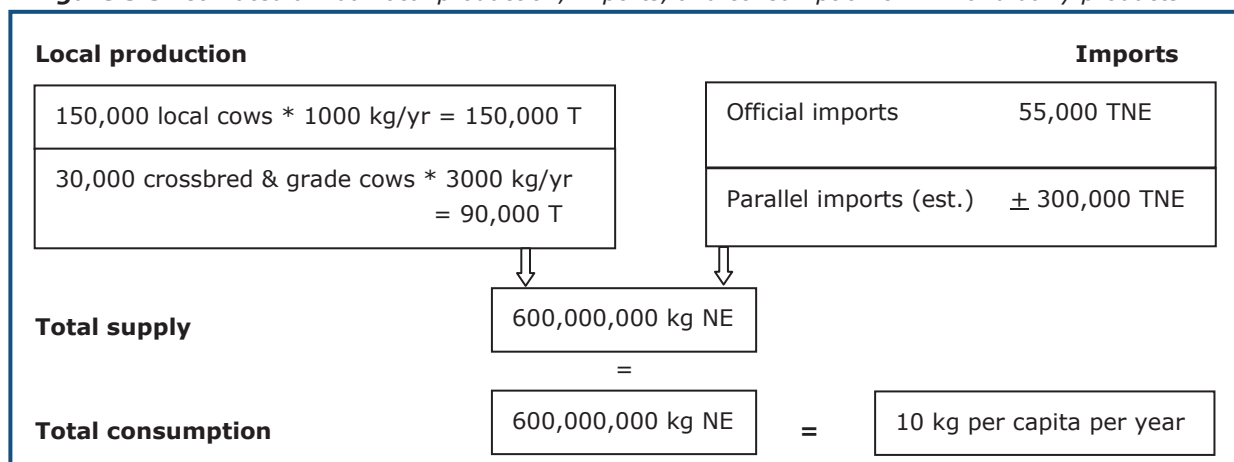 Local production
Imports
150,000 local cows * 1000 kg/yr = 150,000 T
30,000 crossbred & grade cows * 3000 kg/yr
= 90,000 T
Official imports 55,000 TNE
Parallel imports (est.) ± 300,000 TNE
Total supply
600,000,000 kg NE
=
Total consumption
600,000,000 kg NE
=
10 kg per capita per year